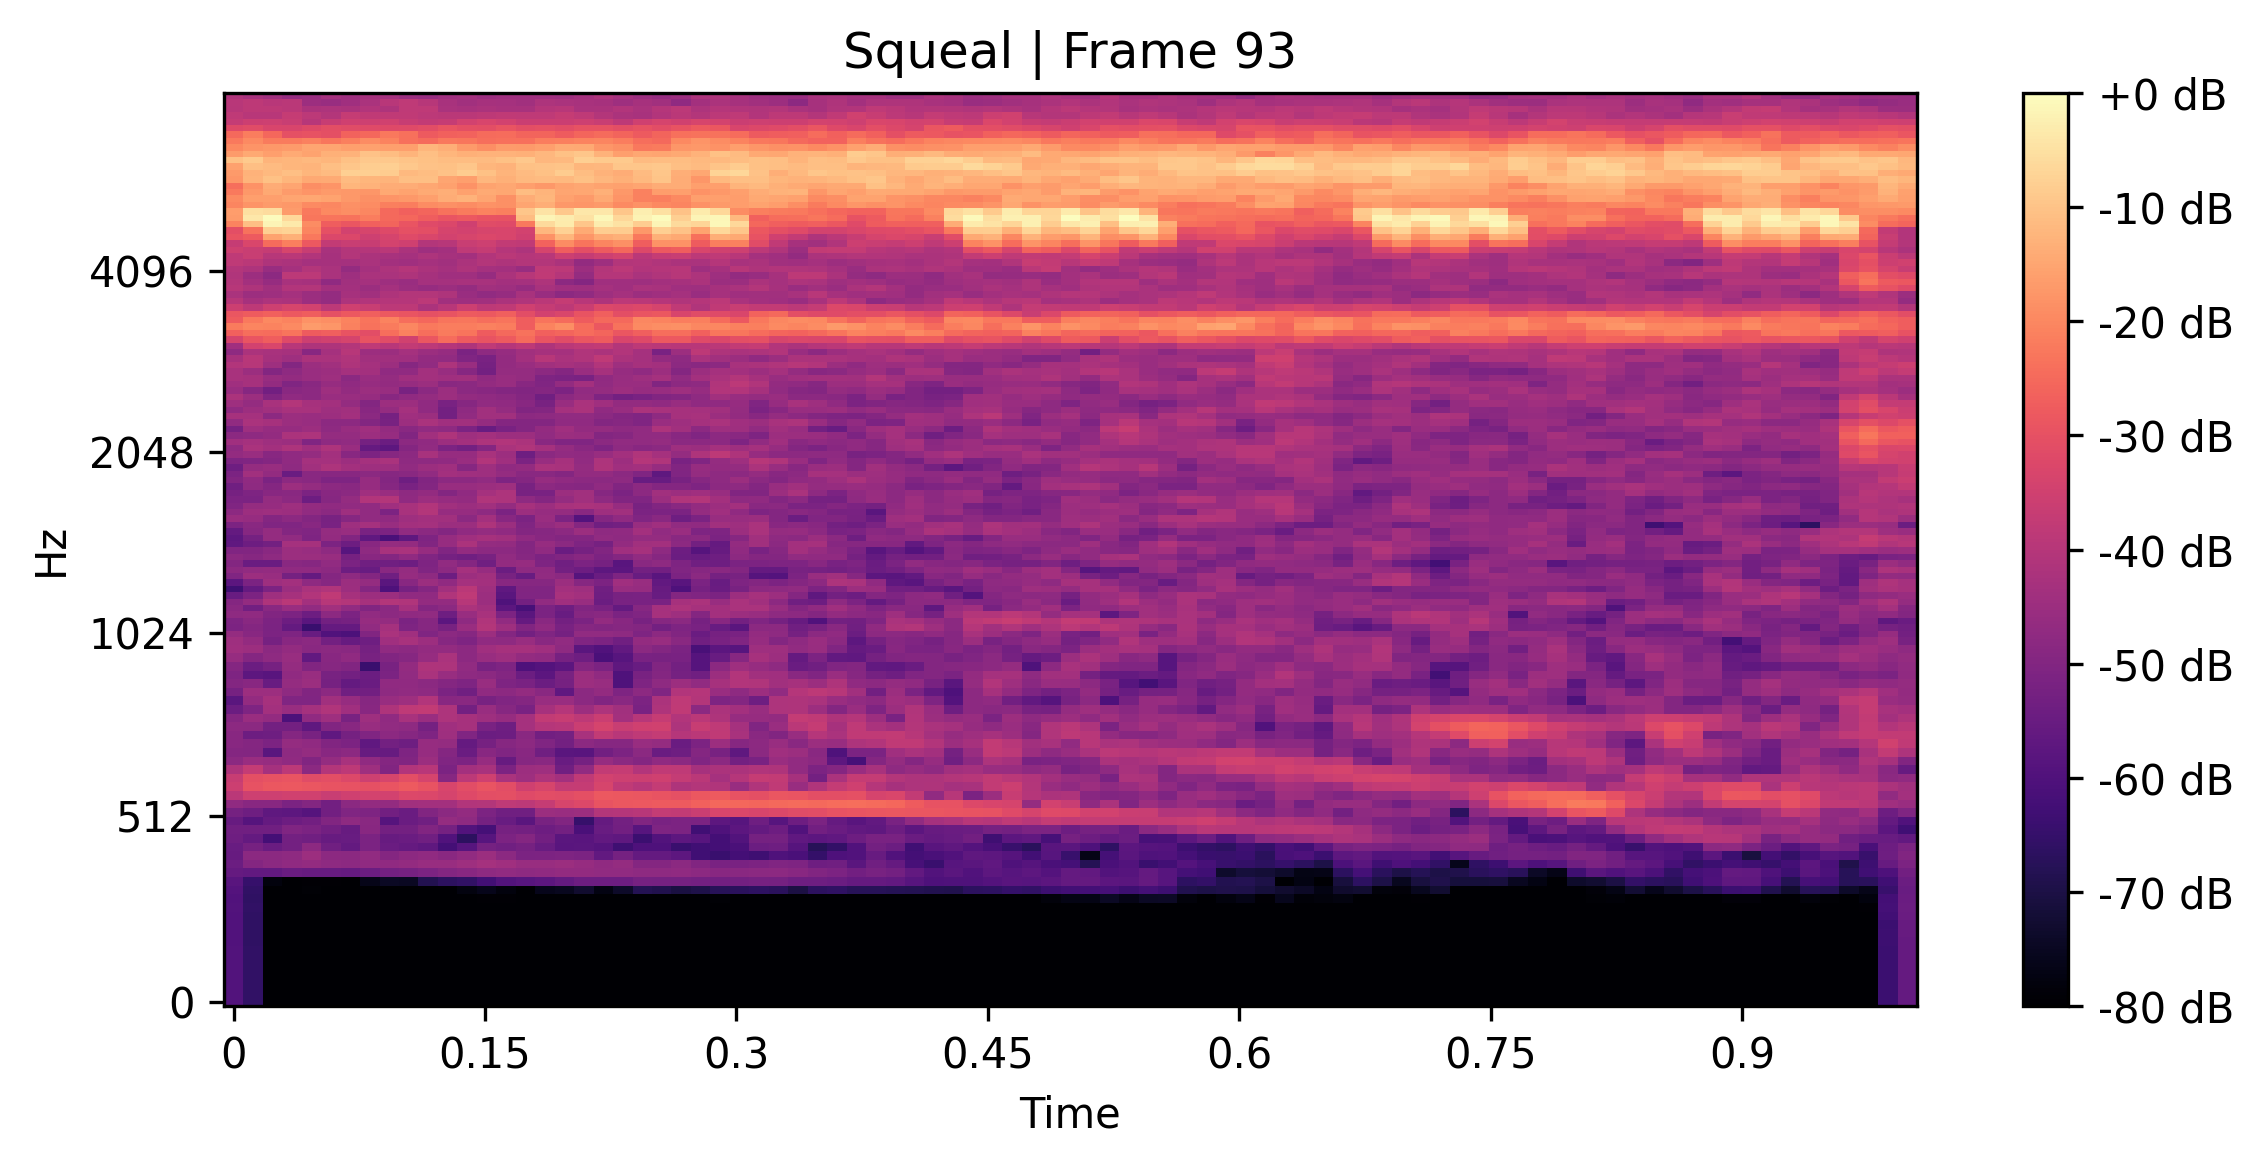 Squeal | Frame 93
Hz
4096
2048
1024
512
0
0 0.15 0.3 0.45 0.6 0.75 0.9
Time
+0 dB
-10 dB
-20 dB
-30 dB
-40 dB
-50 dB
-60 dB
-70 dB
-80 dB